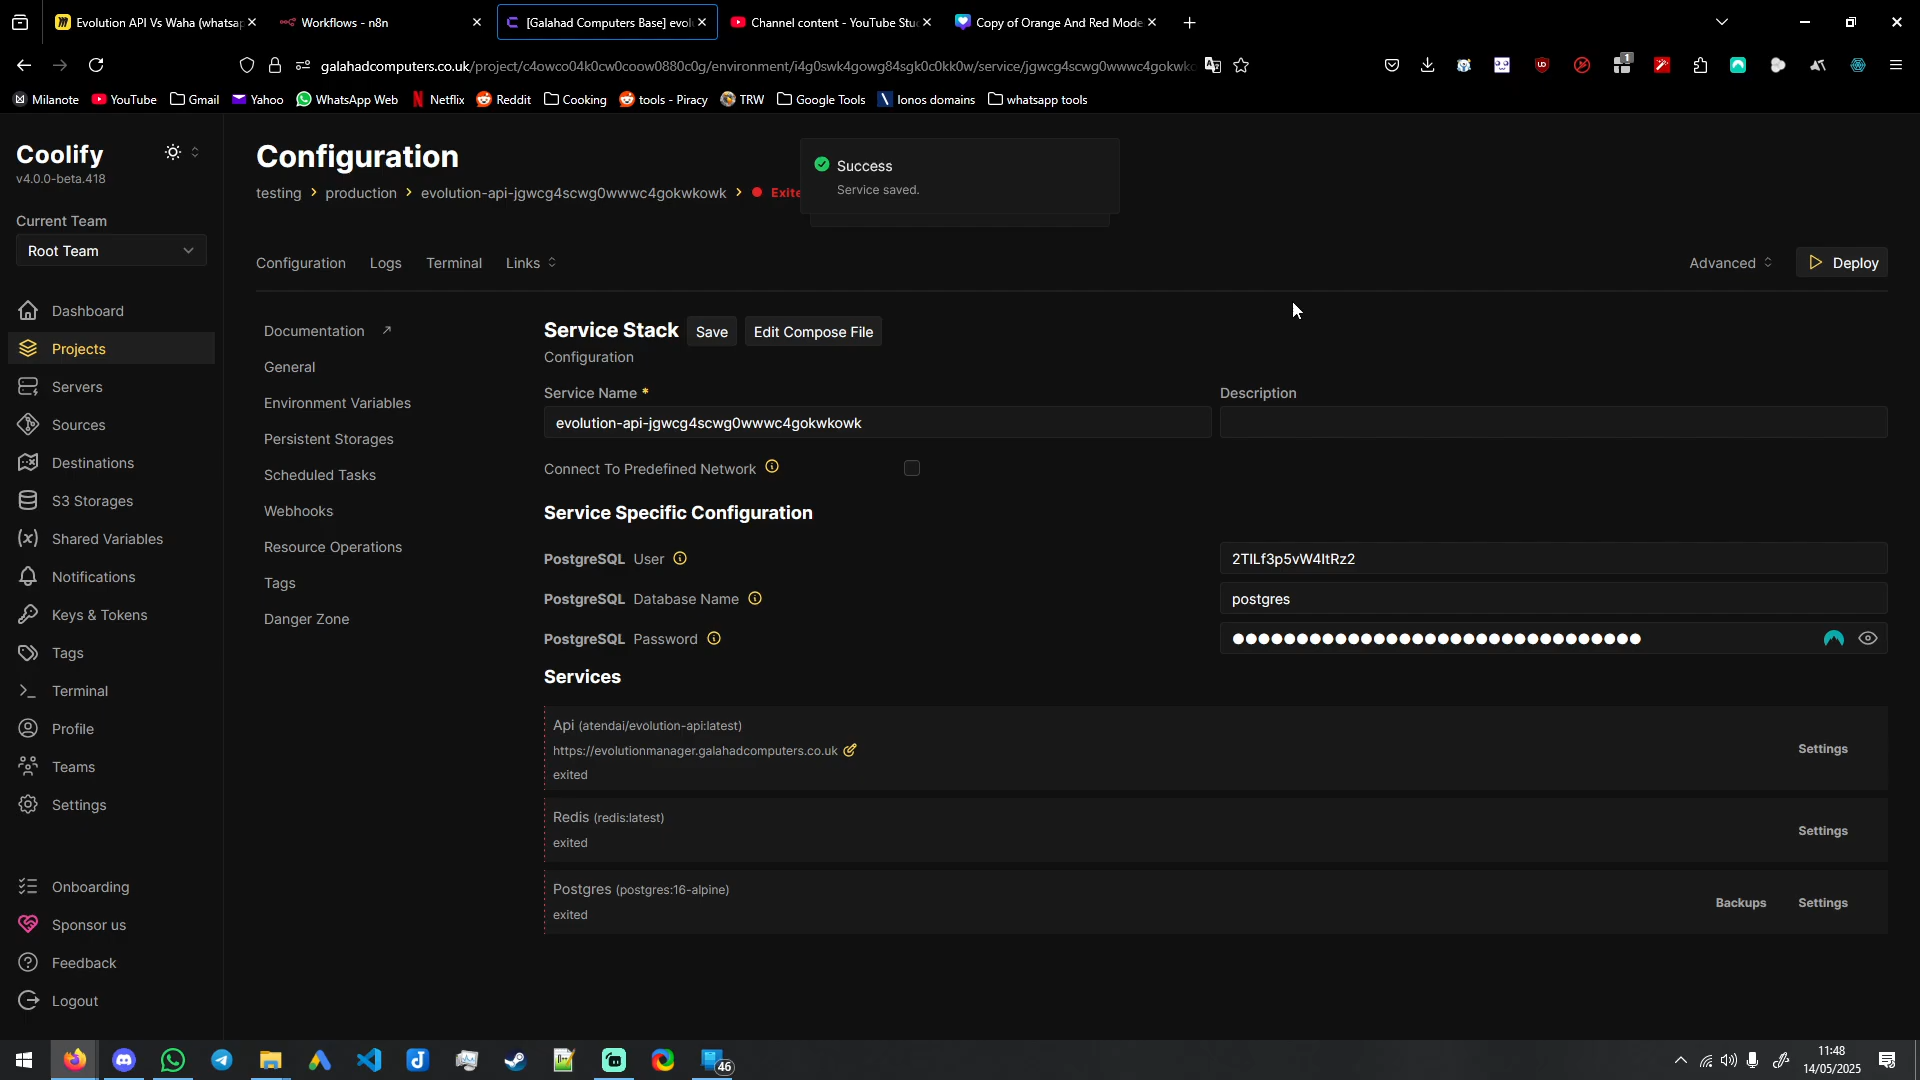 Evolution API Vs Waha (whatsap
Workflows - n8n
[Galahad Computers Base] evol
Channel content - YouTube Stu
Copy of Orange And Red Mode
galahadcomputers.co.uk/project/c4owco04k0cw0coow0880c0g/environment/i4g0swk4gowg84sgk0c0kk0w/service/jgwcg4scwg0wwwc4gokwko
1
Milanote
YouTube
Gmail
Yahoo
WhatsApp Web
Netflix
Reddit
Cooking
tools - Piracy
TRW
Google Tools
Ionos domains
whatsapp tools
Coolify
v4.0.0-beta.418
Current Team
Root Team
Dashboard
Projects
Servers
Sources
Destinations
S3 Storages
Shared Variables
Notifications
Keys & Tokens
Tags
Terminal
Profile
Teams
Settings
Onboarding
Sponsor us
Feedback
Logout
Configuration
testing > production > evolution-api-jgwcg4scwg0wwwc4gokwkowk > Exite
Success
Service saved.
Configuration
Logs
Terminal
Links
Advanced
Deploy
Documentation
General
Environment Variables
Persistent Storages
Scheduled Tasks
Webhooks
Resource Operations
Tags
Danger Zone
Service Stack
Save
Edit Compose File
Configuration
Service Name *
Description
evolution-api-jgwcg4scwg0wwwc4gokwkowk
Connect To Predefined Network
Service Specific Configuration
PostgreSQL User
2TILf3p5vW4ItRz2
PostgreSQL Database Name
postgres
PostgreSQL Password
Services
Api (atendai/evolution-api:latest)
https://evolutionmanager.galahadcomputers.co.uk
exited
Settings
Redis (redis:latest)
exited
Settings
Postgres (postgres:16-alpine)
exited
Backups
Settings
46
11:48
14/05/2025